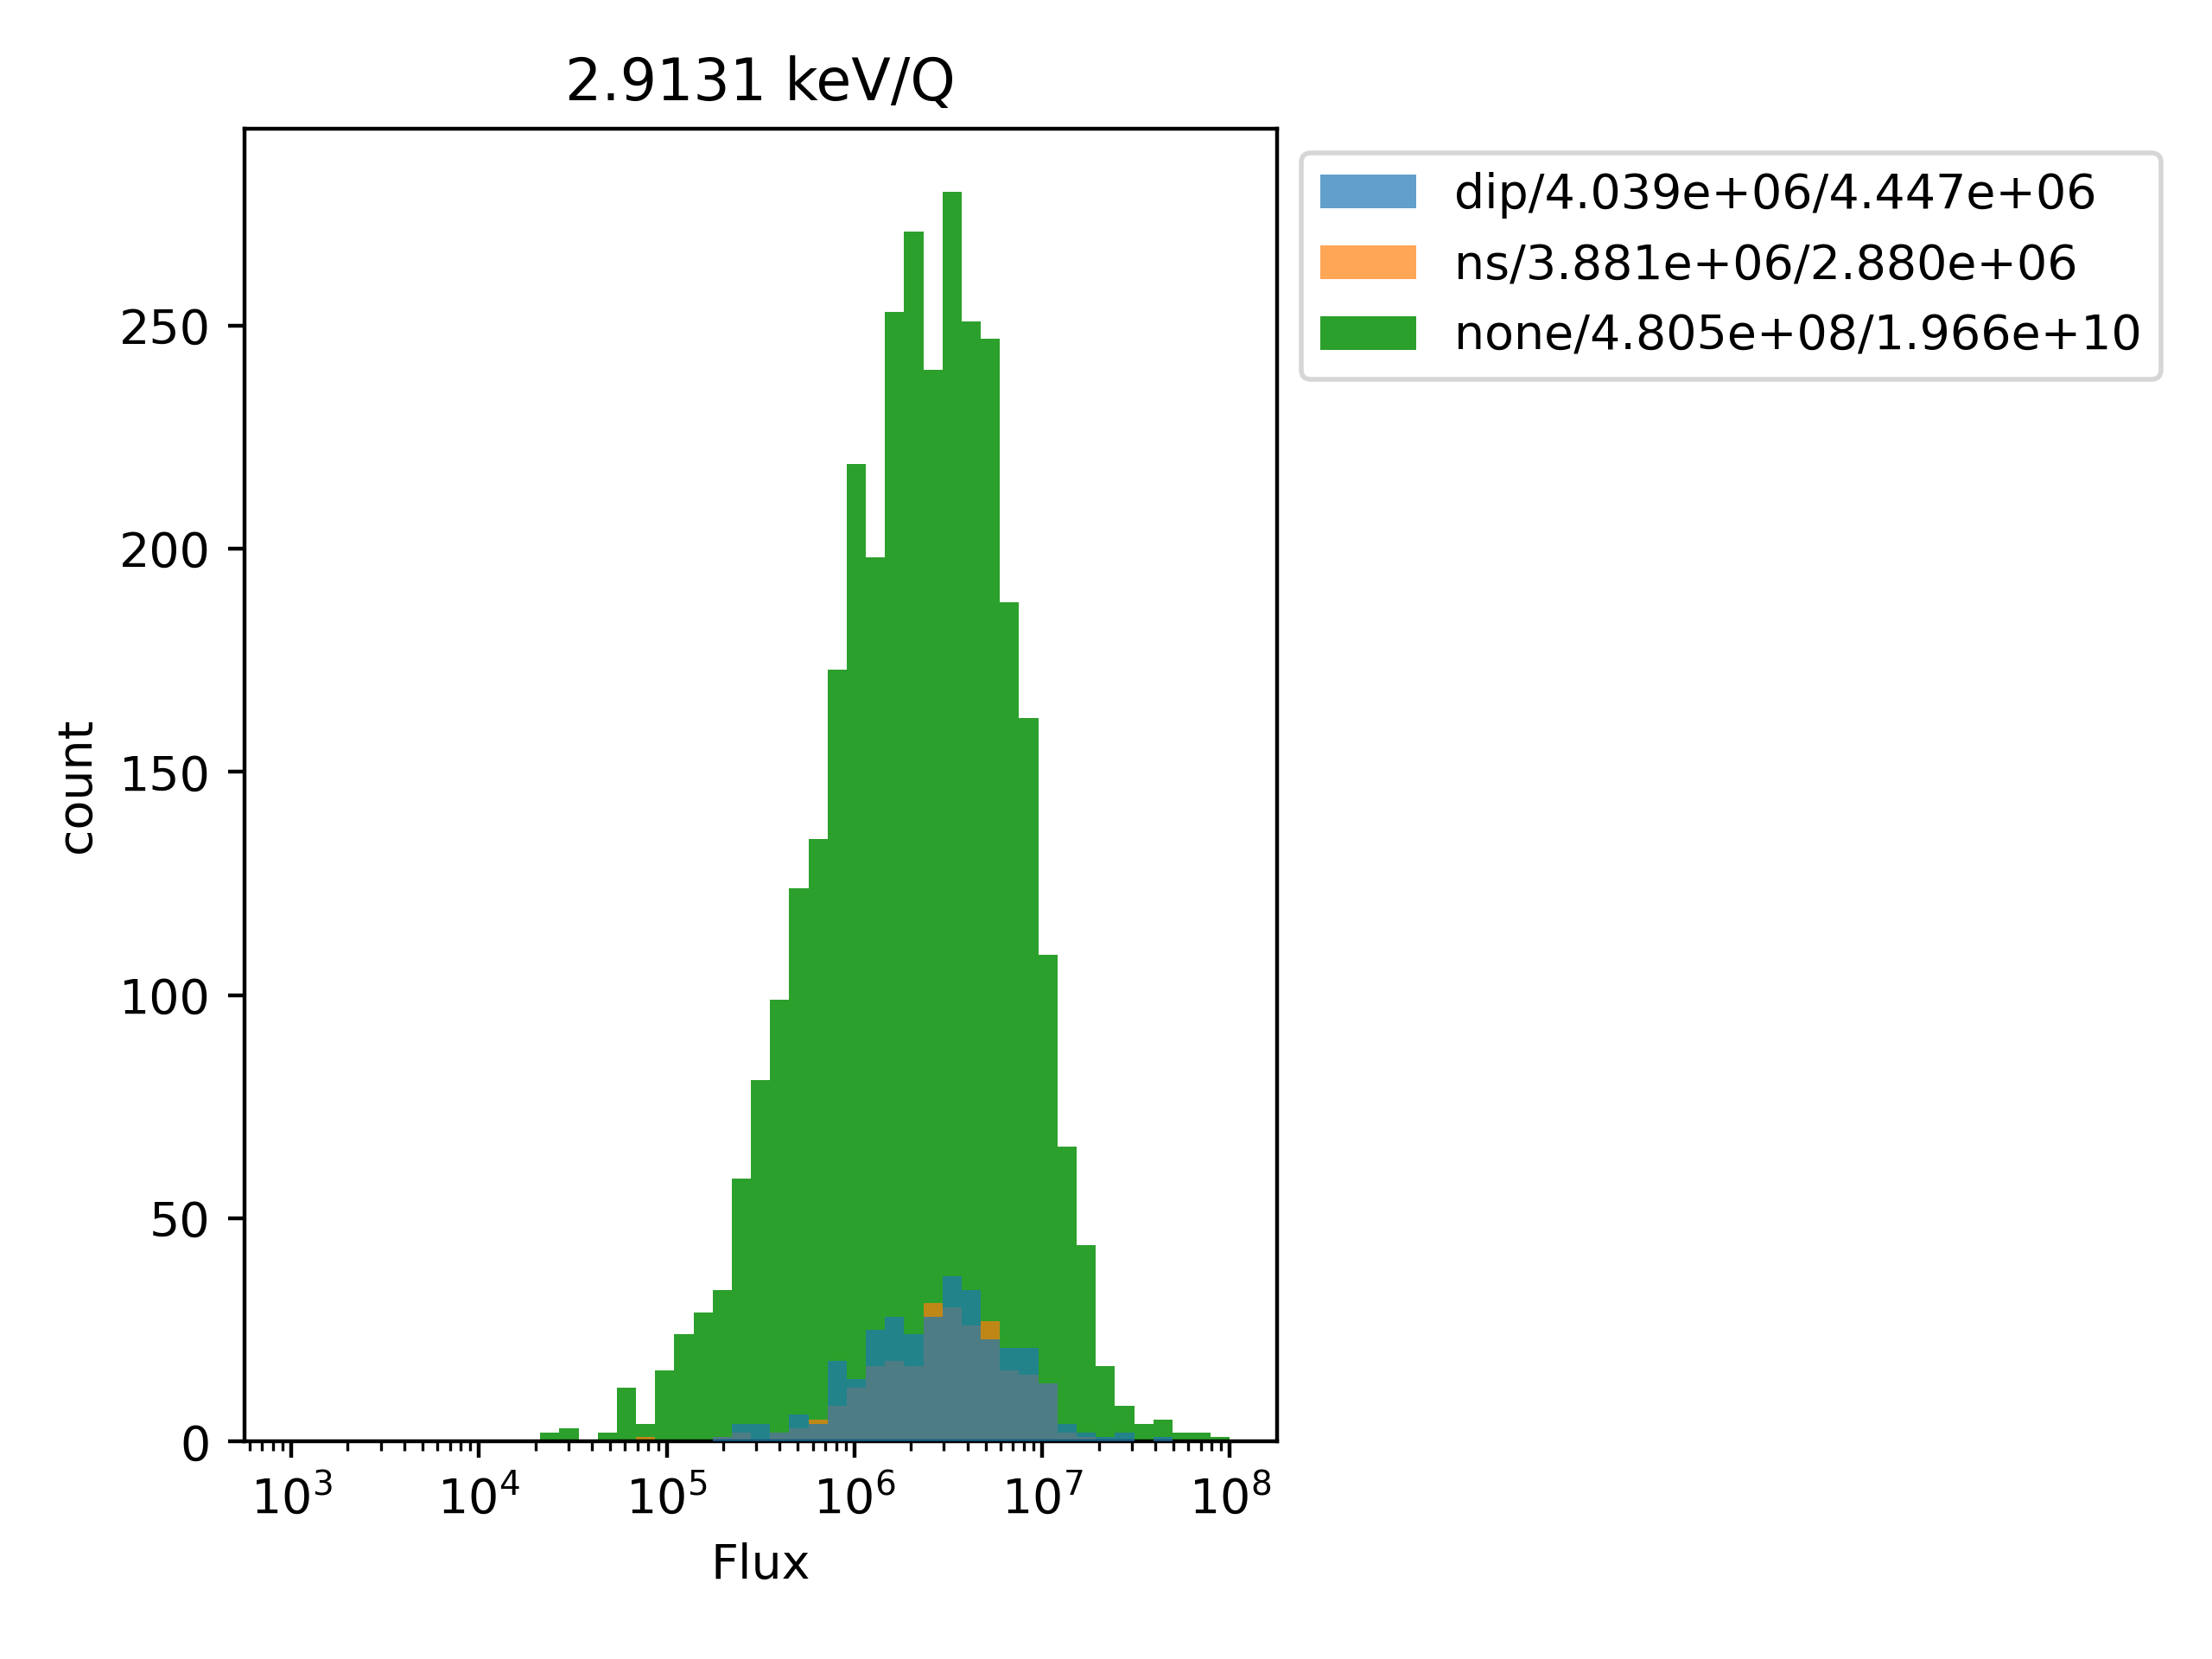 2.9131 keV/Q
dip/4.039e+06/4.447e+06
ns/3.881e+06/2.880e+06
none/4.805e+08/1.966e+10
count
250
200
150
100
50
0
10³ 10⁴ 10⁵ 10⁶ 10⁷ 10⁸
Flux